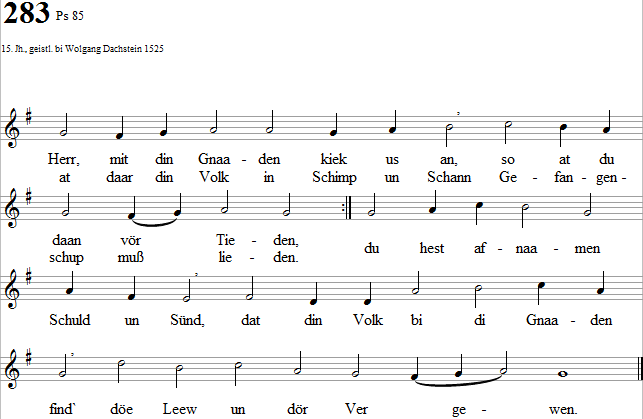 283 Ps 85
15. Jh., geistl. bi Wolgang Dachstein 1525
Herr, mit din Gnaa - den kiek us an, so at du
at daar din Volk in Schimp un Schann Ge - fan - gen -
daan vör Tie - den, du hest af - naa - men
schup muß lie - den.
Schuld un Sünd, dat din Volk bi di Gnaa - den
find` döe Leew un dör Ver ge - wen.